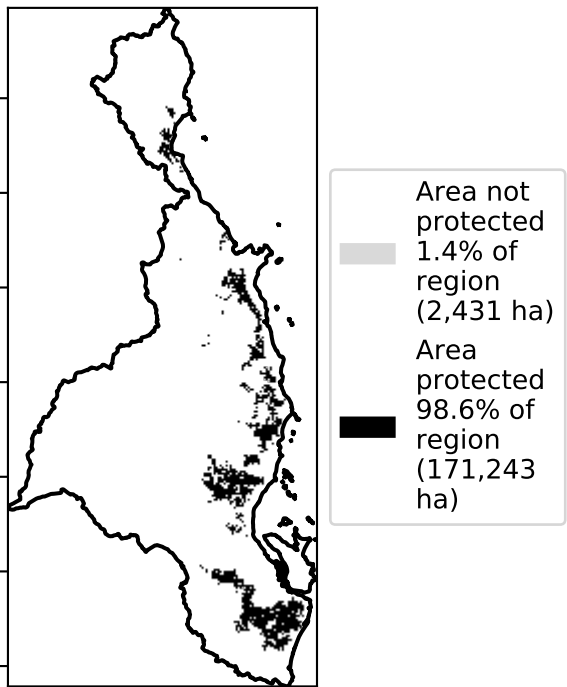 Area not
protected
1.4% of
region
(2,431 ha)
Area
protected
98.6% of
region
(171,243
ha)